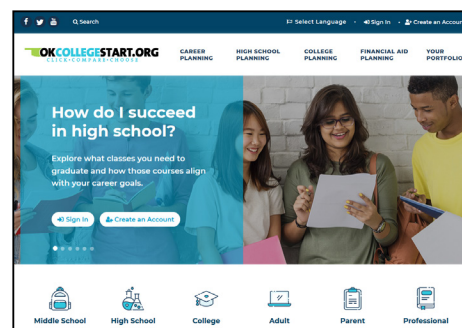 Search
Select Language
Sign In
Create an Accoun
OKCOLLEGESTART.ORG
CLICK•COMPARE•CHOOSE
CAREER
PLANNING
HIGH SCHOOL
PLANNING
COLLEGE
PLANNING
FINANCIAL AID
PLANNING
YOUR
PORTFOLIO
How do I succeed
in high school?
Explore what classes you need to
graduate and how those courses align
with your career goals.
Sign In
Create an Account
Middle School
High School
College
Adult
Parent
Professional